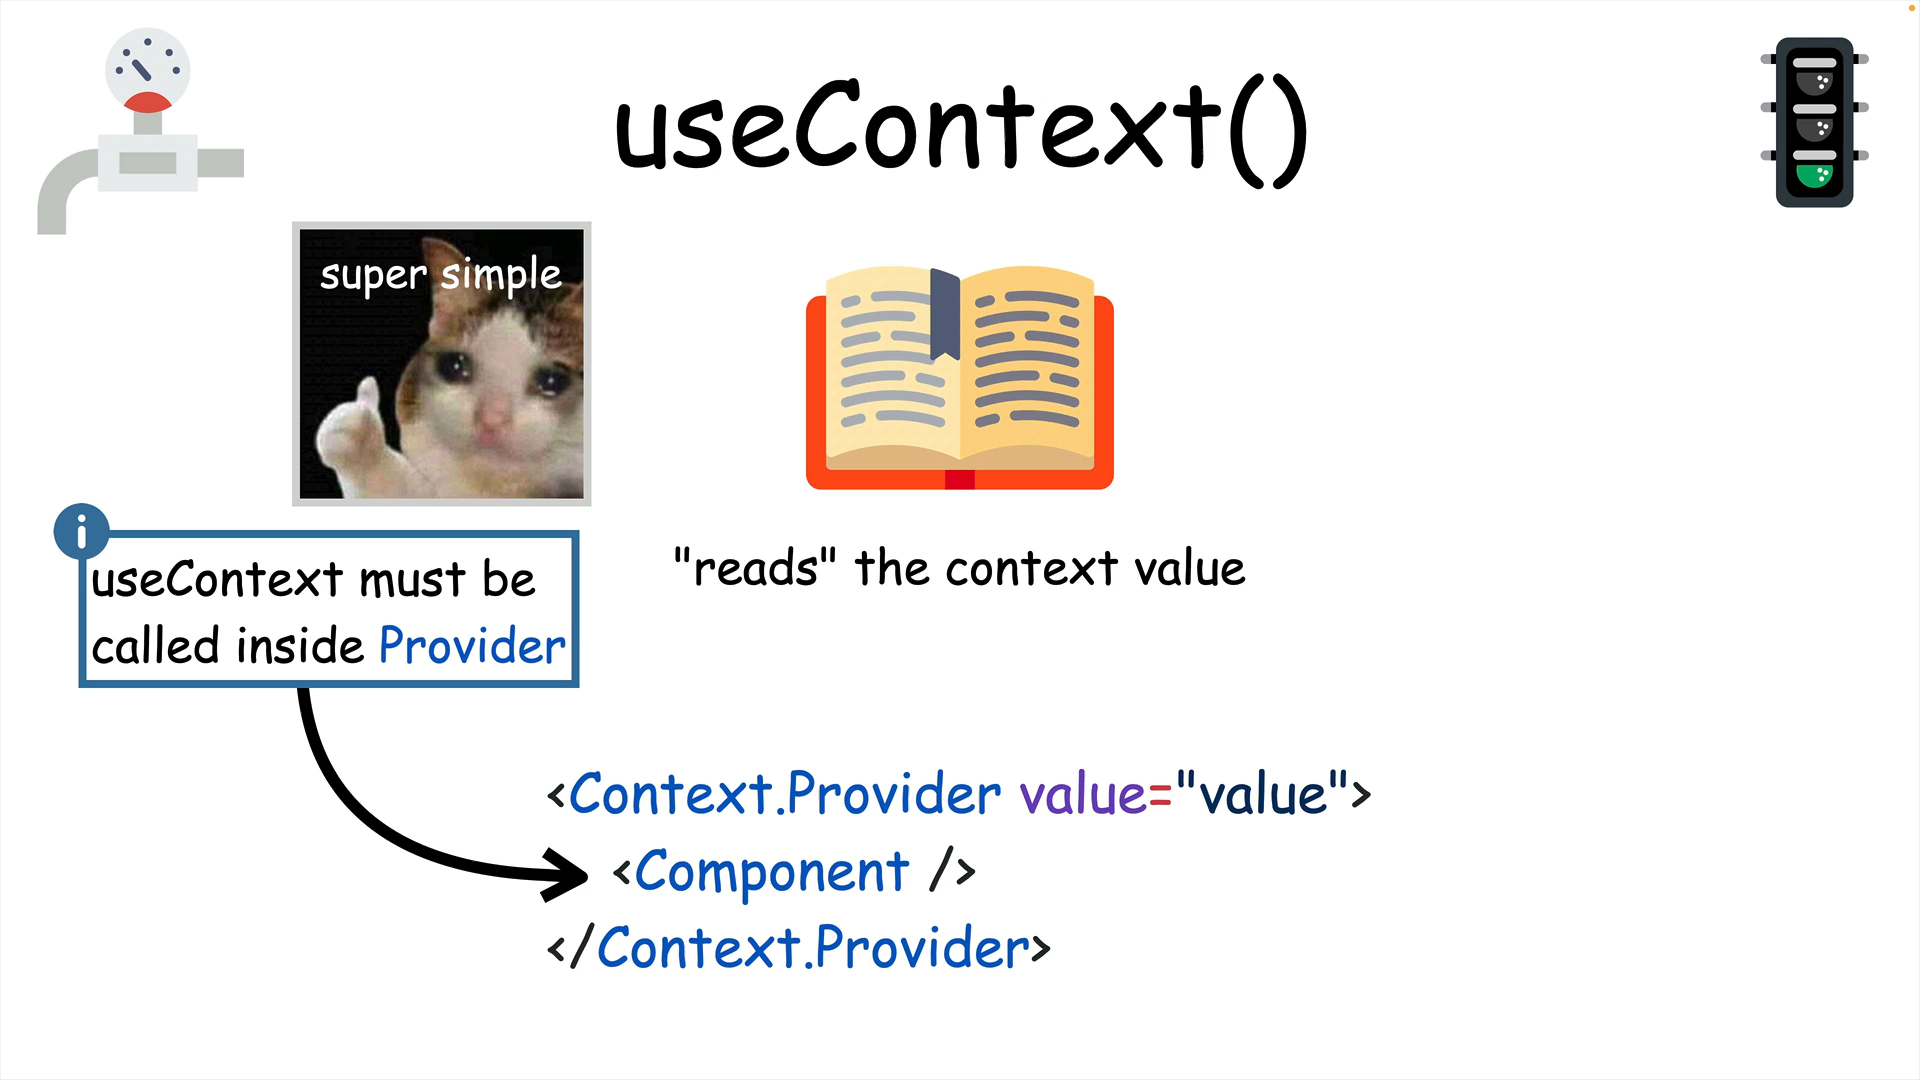 useContext()
super simple
"reads" the context value
useContext must be
called inside Provider
<Context.Provider value="value">
<Component />
</Context.Provider>